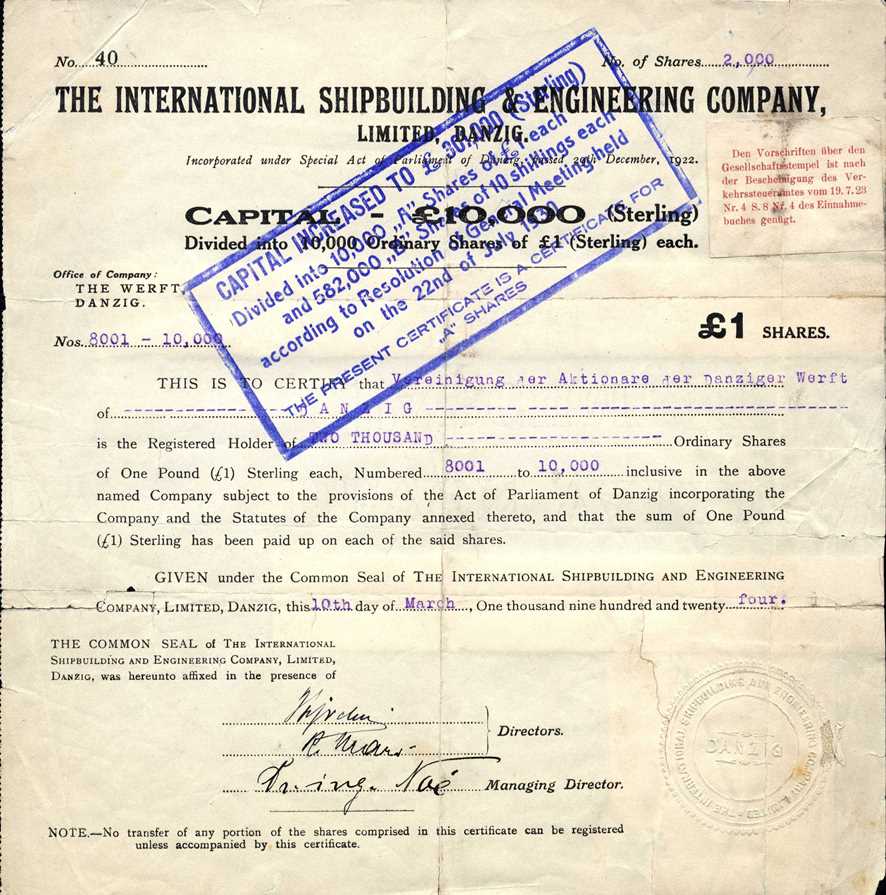 No. 40
No. of Shares 2,000
THE INTERNATIONAL SHIPBUILDING & ENGINEERING COMPANY,
LIMITED, DANZIG.
Incorporated under Special Act of Parliament of Danzig, passed December, 1922.
CAPITAL - £10.000 (Sterling)
Divided into 10,000 Ordinary Shares of £1 (Sterling) each.
Den Vorschriften über den
Gesellschaftstempel ist nach
der Bescheinigung des Ver-
kehrssteueramtes vom 19.7.23
Nr. 4 S. 8 Nf. 4 des Einnahme-
buches genügt.
CAPITAL INCREASED TO £ 301,000 (Sterling)
Divided into 10,000 „A" Shares of £1 each
and 582,000 „B" Shares of 10 shillings each
according to Resolution of General Meeting held
on the 22nd of July 1930
THE PRESENT CERTIFICATE IS A CERTIFICATE FOR
„A" SHARES
Office of Company:
THE WERFT,
DANZIG.
Nos. 8001 - 10,000
£1 SHARES.
THIS IS TO CERTIFY that Vereinigung der Aktionare der Danziger Werft
of DANZIG
is the Registered Holder of TWO THOUSAND Ordinary Shares
of One Pound (£1) Sterling each, Numbered 8001 to 10,000 inclusive in the above
named Company subject to the provisions of the Act of Parliament of Danzig incorporating the
Company and the Statutes of the Company annexed thereto, and that the sum of One Pound
(£1) Sterling has been paid up on each of the said shares.
GIVEN under the Common Seal of THE INTERNATIONAL SHIPBUILDING AND ENGINEERING
COMPANY, LIMITED, DANZIG, this 10th day of March, One thousand nine hundred and twenty four.
THE COMMON SEAL of THE INTERNATIONAL
SHIPBUILDING AND ENGINEERING COMPANY, LIMITED,
DANZIG, was hereunto affixed in the presence of
Directors.
Noé Managing Director.
THE INTERNATIONAL SHIPBUILDING AND ENGINEERING COMPANY LIMITED
DANZIG
NOTE.—No transfer of any portion of the shares comprised in this certificate can be registered
unless accompanied by this certificate.